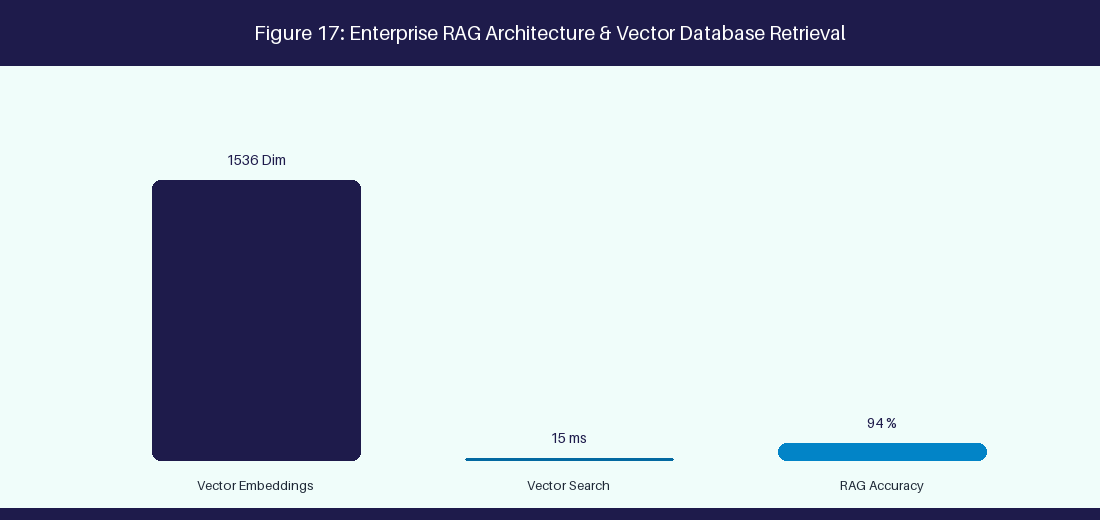 Figure 17: Enterprise RAG Architecture & Vector Database Retrieval
1536 Dim
15 ms
94%
Vector Embeddings
Vector Search
RAG Accuracy